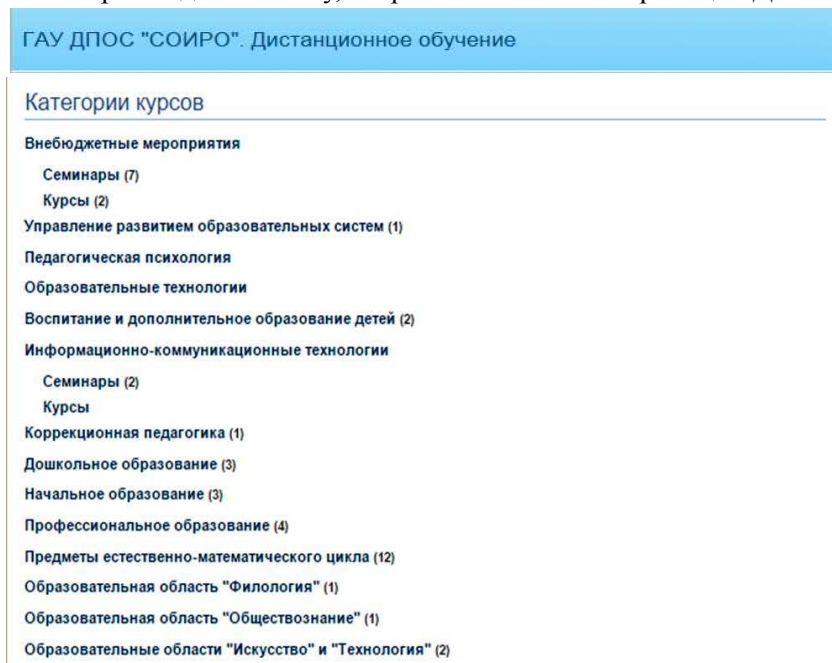 ГАУ ДПОС "СОИРО". Дистанционное обучение
Категории курсов
Внебюджетные мероприятия
Семинары (7)
Курсы (2)
Управление развитием образовательных систем (1)
Педагогическая психология
Образовательные технологии
Воспитание и дополнительное образование детей (2)
Информационно-коммуникационные технологии
Семинары (2)
Курсы
Коррекционная педагогика (1)
Дошкольное образование (3)
Начальное образование (3)
Профессиональное образование (4)
Предметы естественно-математического цикла (12)
Образовательная область "Филология" (1)
Образовательная область "Обществознание" (1)
Образовательные области "Искусство" и "Технология" (2)